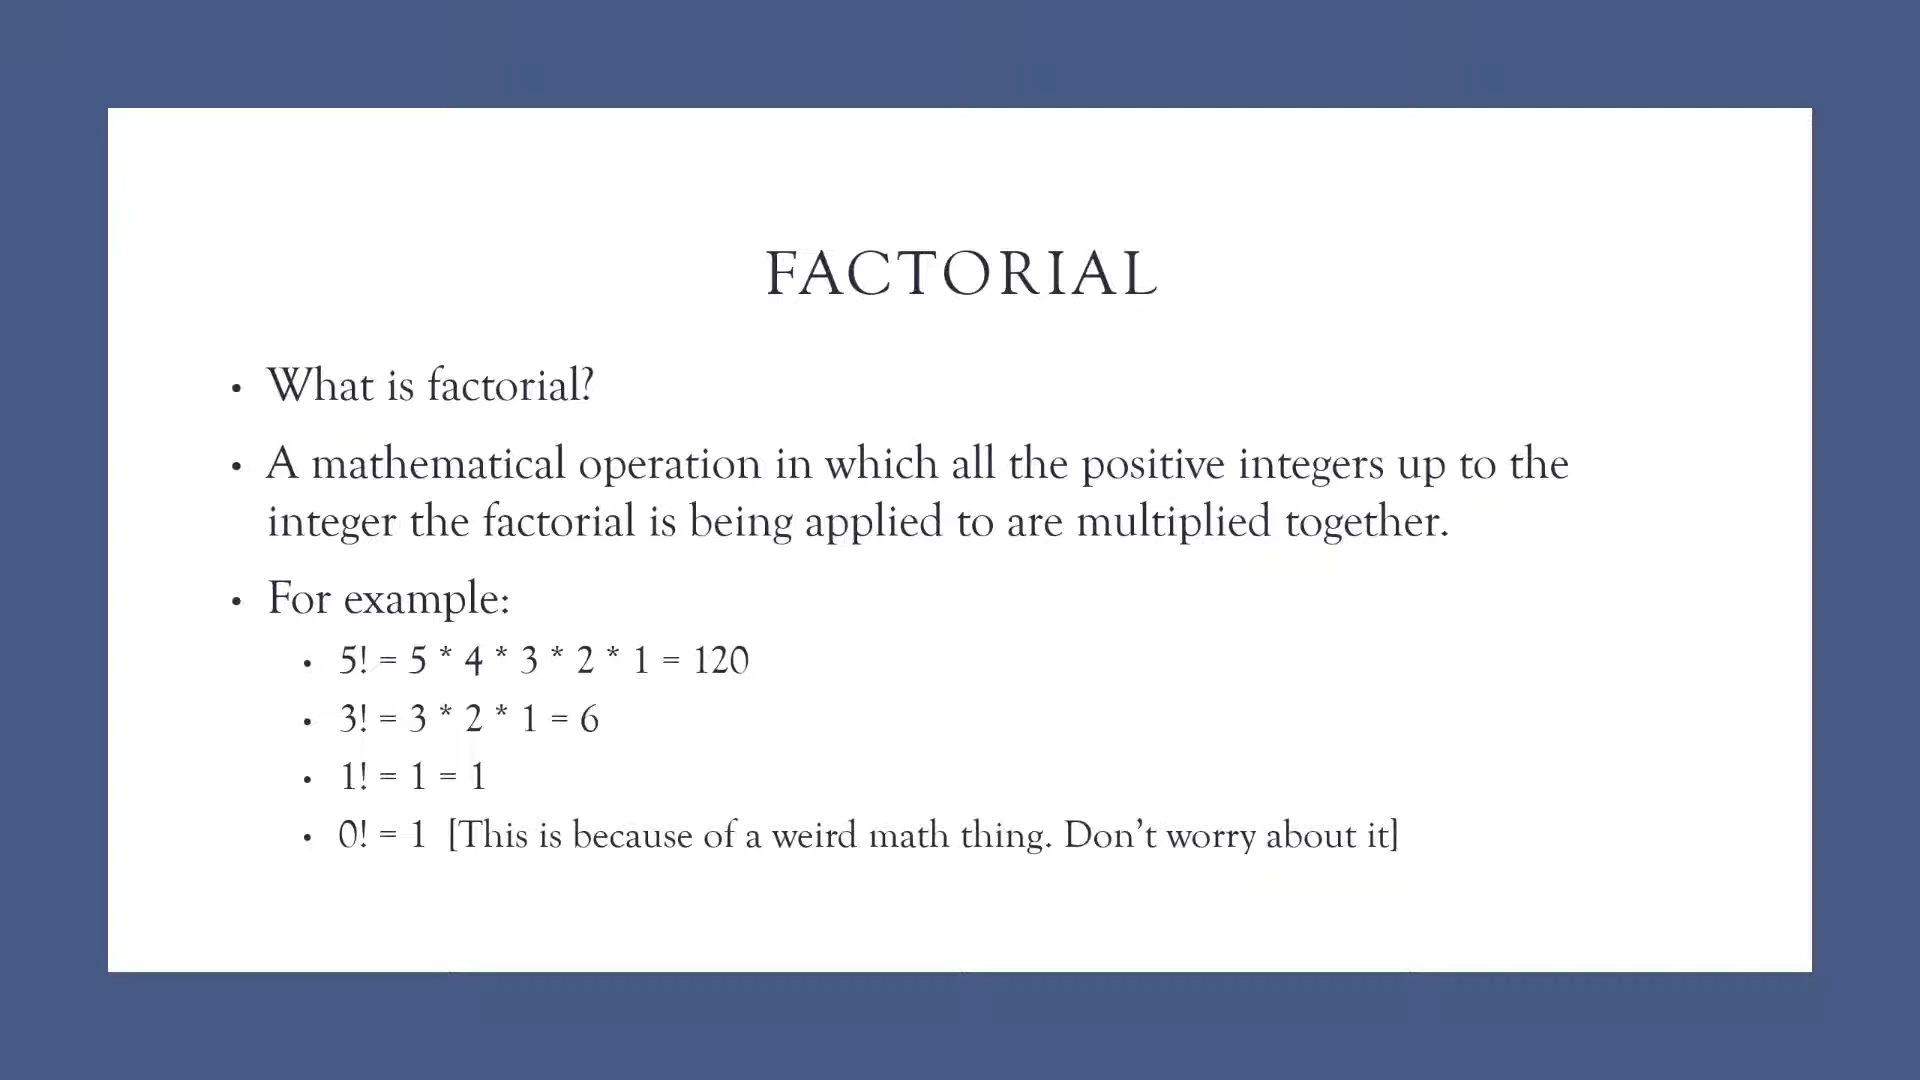 FACTORIAL
• What is factorial?
• A mathematical operation in which all the positive integers up to the
integer the factorial is being applied to are multiplied together.
• For example:
• 5! = 5 * 4 * 3 * 2 * 1 = 120
• 3! = 3 * 2 * 1 = 6
• 1! = 1 = 1
• 0! = 1 [This is because of a weird math thing. Don’t worry about it]